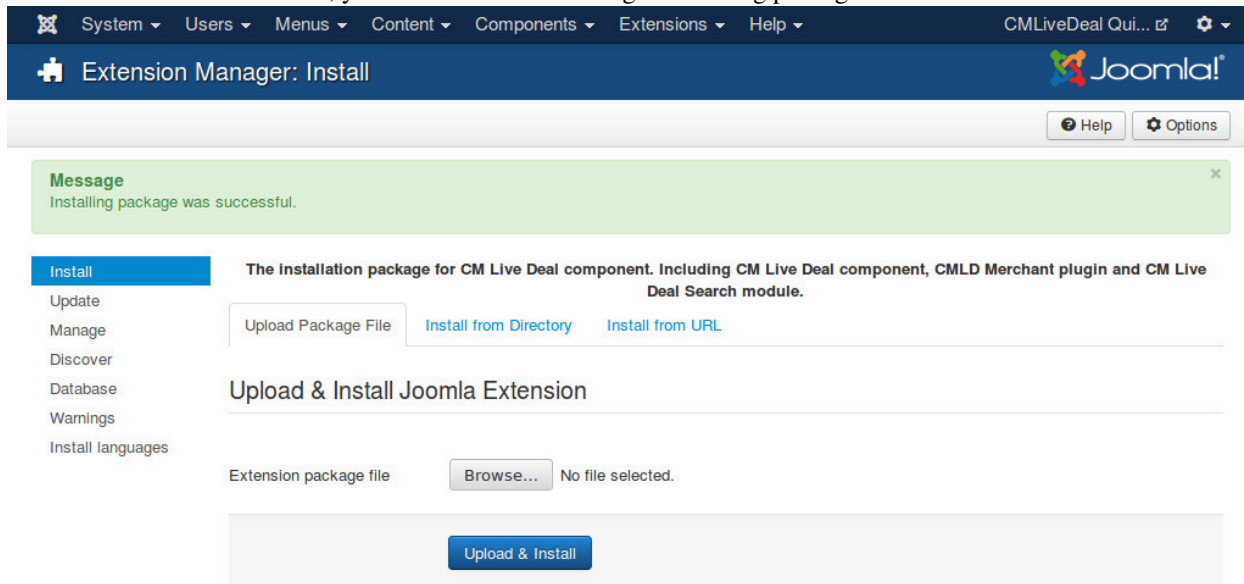 System Users Menus Content Components Extensions Help CMLiveDeal Qui...
Extension Manager: Install Joomla!®
Help Options
Message ×
Installing package was successful.
Install
Update
Manage
Discover
Database
Warnings
Install languages
The installation package for CM Live Deal component. Including CM Live Deal component, CMLD Merchant plugin and CM Live
Deal Search module.
Upload Package File Install from Directory Install from URL
Upload & Install Joomla Extension
Extension package file Browse... No file selected.
Upload & Install